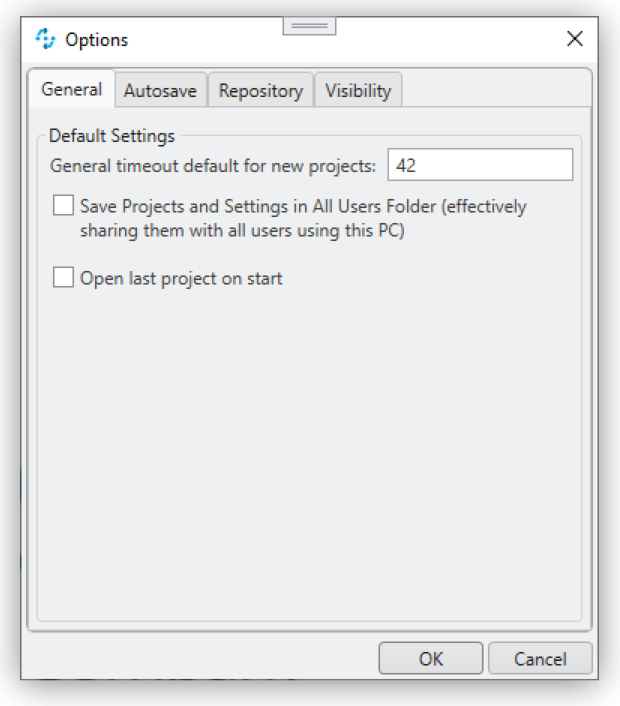 Options
General Autosave Repository Visibility
Default Settings
General timeout default for new projects: 42
Save Projects and Settings in All Users Folder (effectively
sharing them with all users using this PC)
Open last project on start
OK Cancel